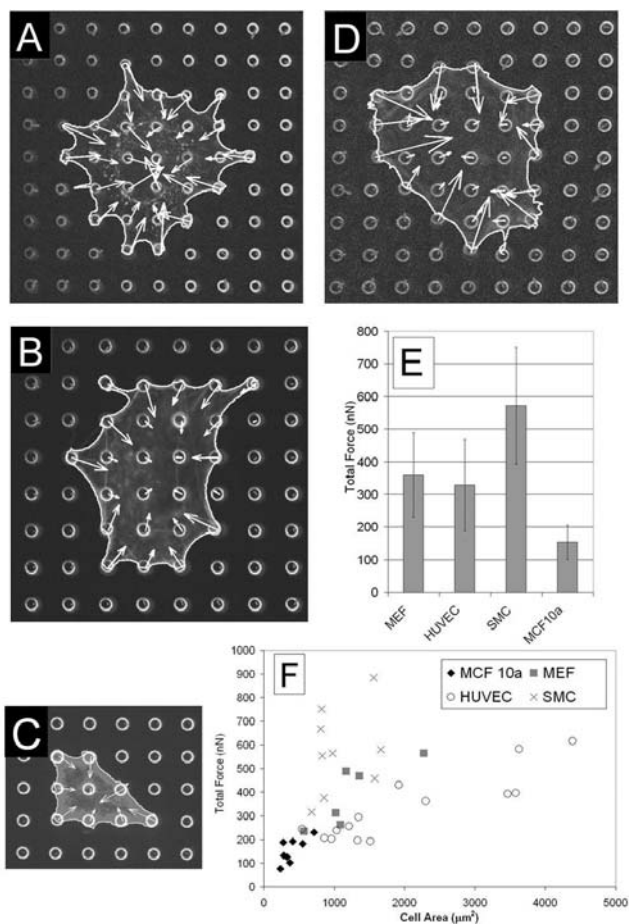 A
D
B
E
Total Force (nN)
800
700
600
500
400
300
200
100
0
MEF
HUVEC
SMC
MCF10a
C
F
Total Force (nN)
1000
900
800
700
600
500
400
300
200
100
0
MCF 10a MEF
HUVEC SMC
0 1000 2000 3000 4000 5000
Cell Area (µm²)